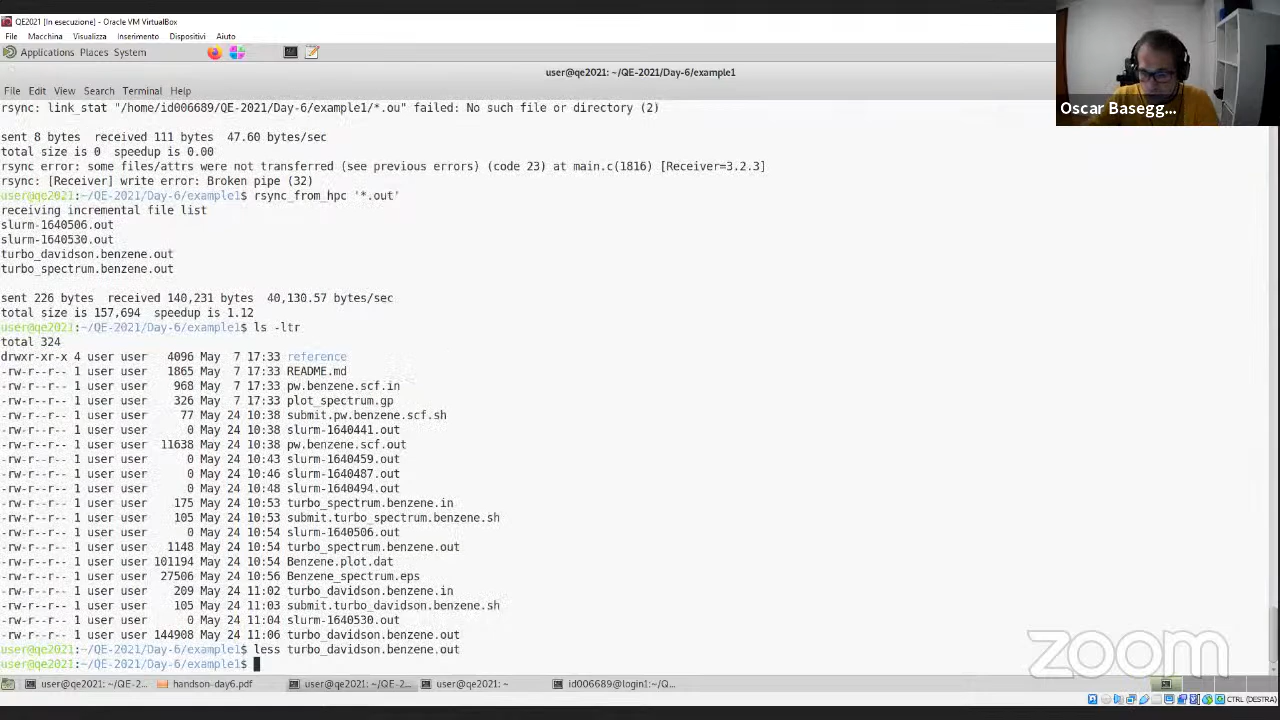 QE2021 [In esecuzione] - Oracle VM VirtualBox
File Macchina Visualizza Inserimento Dispositivi Aiuto
Applications Places System
user@qe2021: ~/QE-2021/Day-6/example1
File Edit View Search Terminal Help
Oscar Basegg...
rsync: link_stat "/home/id006689/QE-2021/Day-6/example1/*.ou" failed: No such file or directory (2)
sent 8 bytes received 111 bytes 47.60 bytes/sec
total size is 0 speedup is 0.00
rsync error: some files/attrs were not transferred (see previous errors) (code 23) at main.c(1816) [Receiver=3.2.3]
rsync: [Receiver] write error: Broken pipe (32)
user@qe2021:~/QE-2021/Day-6/example1$ rsync_from_hpc '*.out'
receiving incremental file list
slurm-1640506.out
slurm-1640530.out
turbo_davidson.benzene.out
turbo_spectrum.benzene.out
sent 226 bytes received 140,231 bytes 40,130.57 bytes/sec
total size is 157,694 speedup is 1.12
user@qe2021:~/QE-2021/Day-6/example1$ ls -ltr
total 324
drwxr-xr-x 4 user user 4096 May 7 17:33 reference
-rw-r--r-- 1 user user 1865 May 7 17:33 README.md
-rw-r--r-- 1 user user 968 May 7 17:33 pw.benzene.scf.in
-rw-r--r-- 1 user user 326 May 7 17:33 plot_spectrum.gp
-rw-r--r-- 1 user user 77 May 24 10:38 submit.pw.benzene.scf.sh
-rw-r--r-- 1 user user 0 May 24 10:38 slurm-1640441.out
-rw-r--r-- 1 user user 11638 May 24 10:38 pw.benzene.scf.out
-rw-r--r-- 1 user user 0 May 24 10:43 slurm-1640459.out
-rw-r--r-- 1 user user 0 May 24 10:46 slurm-1640487.out
-rw-r--r-- 1 user user 0 May 24 10:48 slurm-1640494.out
-rw-r--r-- 1 user user 175 May 24 10:53 turbo_spectrum.benzene.in
-rw-r--r-- 1 user user 105 May 24 10:53 submit.turbo_spectrum.benzene.sh
-rw-r--r-- 1 user user 0 May 24 10:54 slurm-1640506.out
-rw-r--r-- 1 user user 1148 May 24 10:54 turbo_spectrum.benzene.out
-rw-r--r-- 1 user user 101194 May 24 10:54 Benzene.plot.dat
-rw-r--r-- 1 user user 27506 May 24 10:56 Benzene_spectrum.eps
-rw-r--r-- 1 user user 209 May 24 11:02 turbo_davidson.benzene.in
-rw-r--r-- 1 user user 105 May 24 11:03 submit.turbo_davidson.benzene.sh
-rw-r--r-- 1 user user 0 May 24 11:04 slurm-1640530.out
-rw-r--r-- 1 user user 144908 May 24 11:06 turbo_davidson.benzene.out
user@qe2021:~/QE-2021/Day-6/example1$ less turbo_davidson.benzene.out
user@qe2021:~/QE-2021/Day-6/example1$
zoom
user@qe2021: ~/QE-2... handson-day6.pdf user@qe2021: ~/QE-2... user@qe2021: ~ id006689@login1:~/Q...
CTRL (DESTRA)